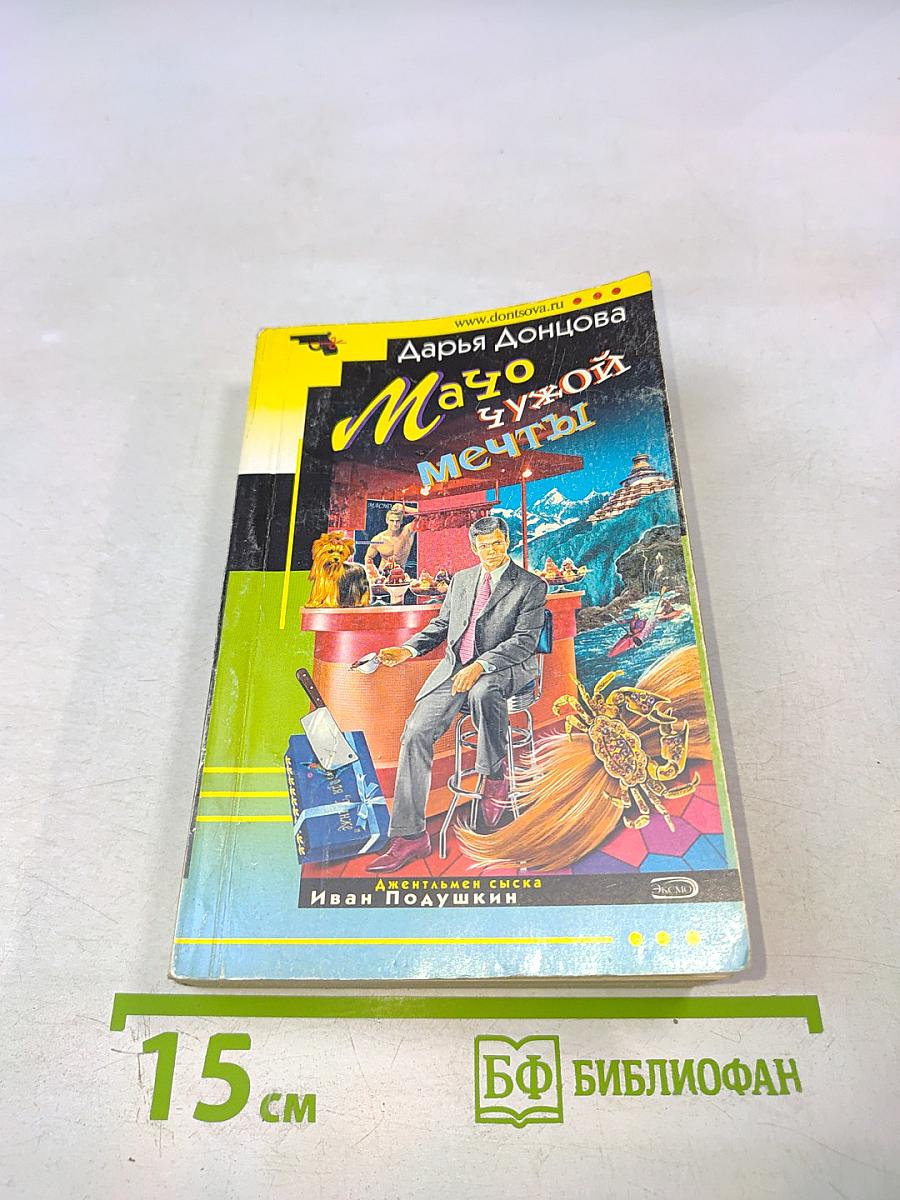 www.dontsova.ru
Дарья Донцова
Мачо
чужой
мечты
Джентльмен сыска
Иван Подушкин
ЭКСМО
15 см
БФ БИБЛИОФАН